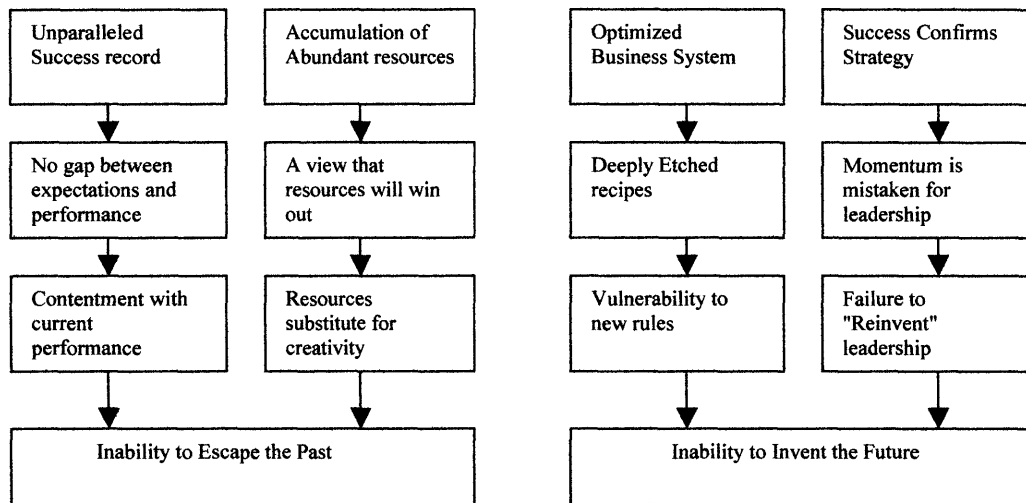 Unparalleled
Success record
Accumulation of
Abundant resources
Optimized
Business System
Success Confirms
Strategy
No gap between
expectations and
performance
A view that
resources will win
out
Deeply Etched
recipes
Momentum is
mistaken for
leadership
Contentment with
current
performance
Resources
substitute for
creativity
Vulnerability to
new rules
Failure to
"Reinvent"
leadership
Inability to Escape the Past
Inability to Invent the Future